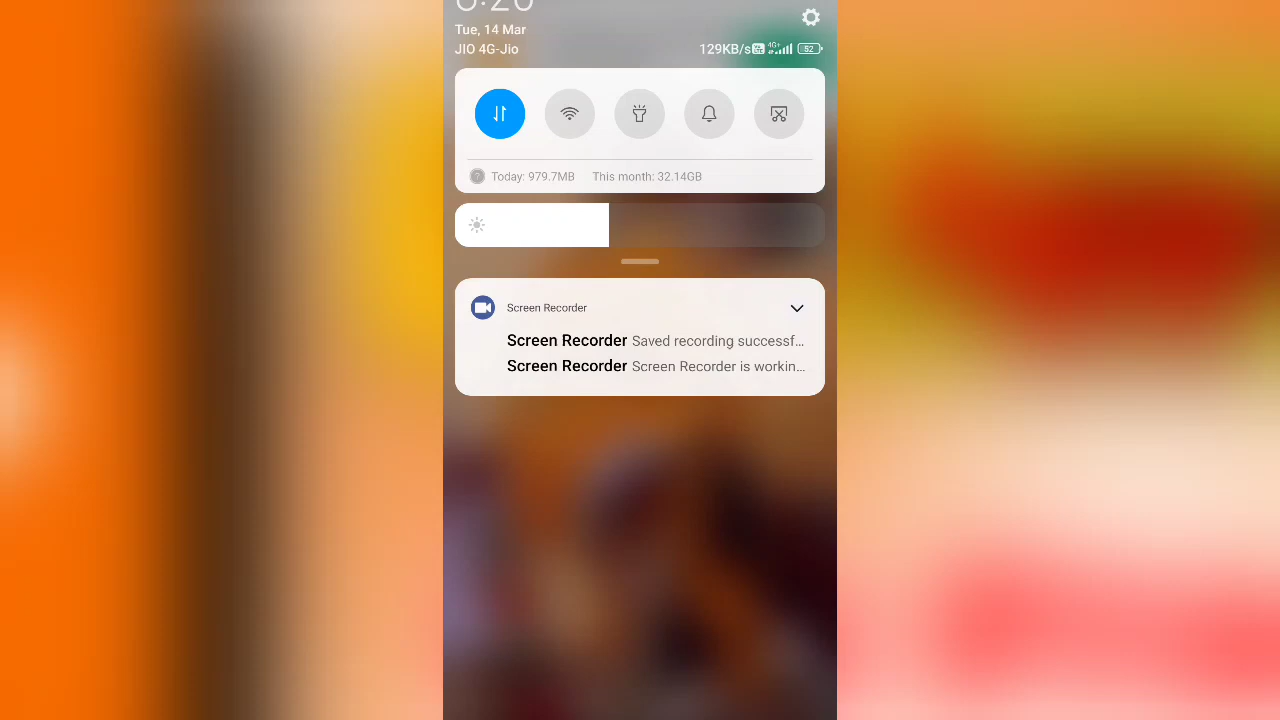 Tue, 14 Mar
JIO 4G-Jio 129KB/s 4G+ 52
Today: 979.7MB This month: 32.14GB
Screen Recorder
Screen Recorder Saved recording successf...
Screen Recorder Screen Recorder is workin...